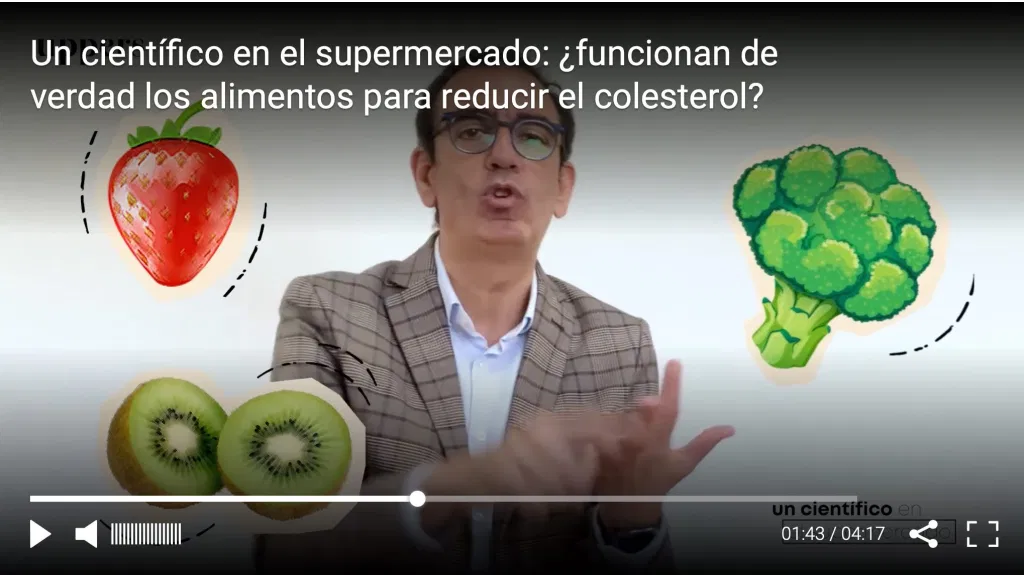 Un científico en el supermercado: ¿funcionan de
verdad los alimentos para reducir el colesterol?
un científico en
01:43 / 04:17